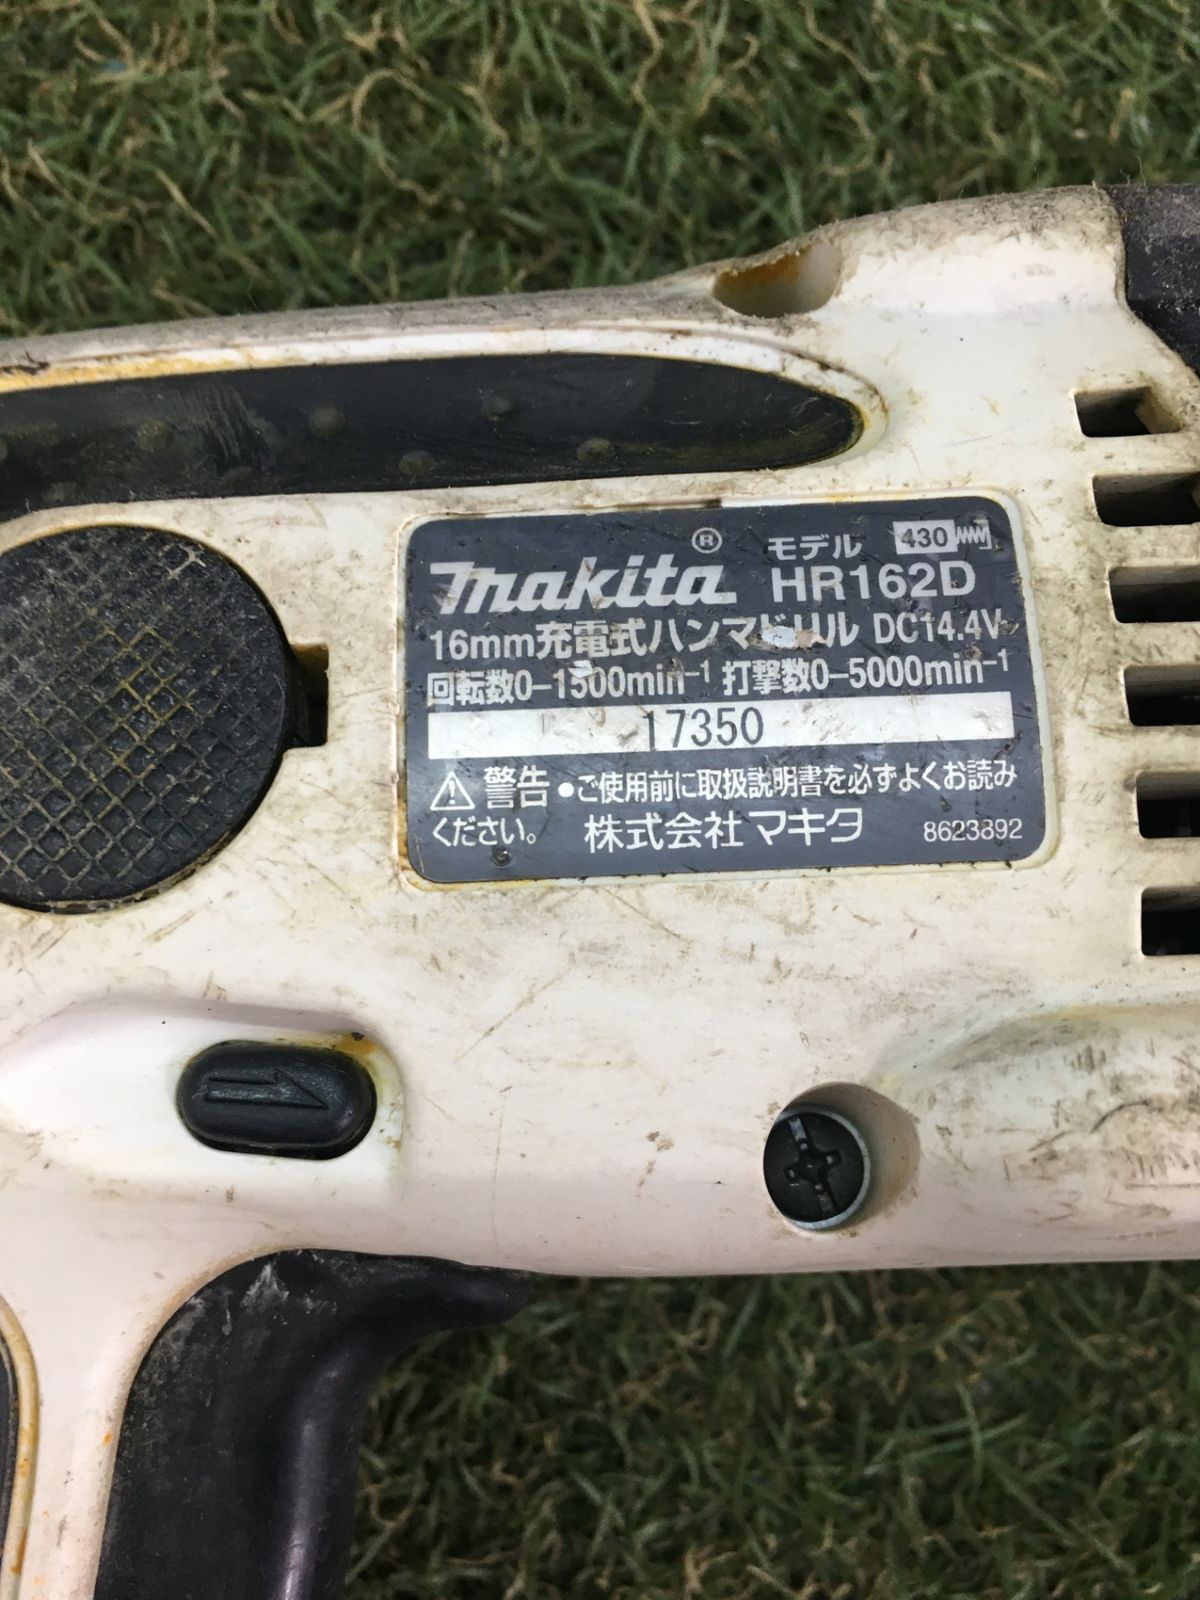 makita® モデル 430
HR162D
16mm充電式ハンマドリル DC14.4V
回転数0-1500min⁻¹ 打撃数0-5000min⁻¹
17350
⚠ 警告 ●ご使用前に取扱説明書を必ずよくお読み
ください。 株式会社マキタ 8623892